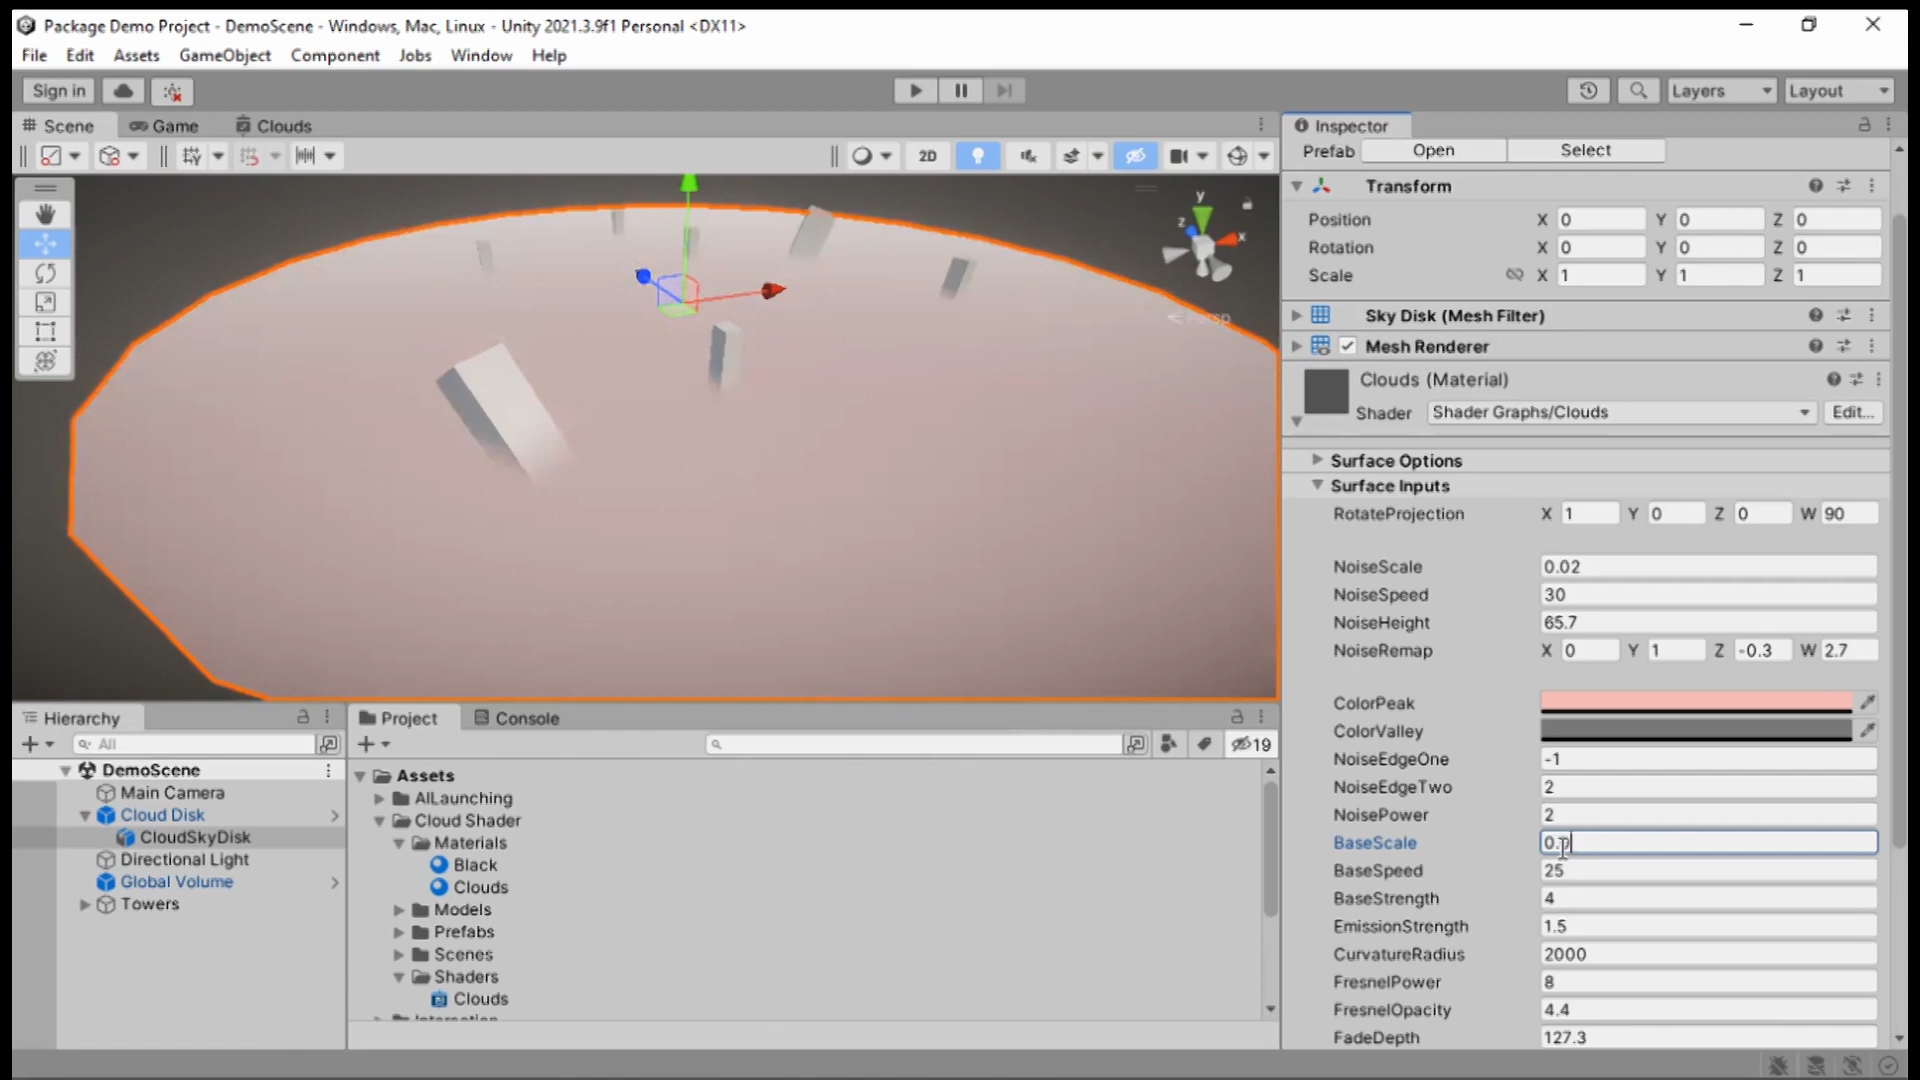 Package Demo Project - DemoScene - Windows, Mac, Linux - Unity 2021.3.9f1 Personal <DX11>
File Edit Assets GameObject Component Jobs Window Help
Sign in Layers Layout
Scene Game Clouds
2D
y
z
x
Persp
Inspector
Prefab Open Select
Transform
Position X 0 Y 0 Z 0
Rotation X 0 Y 0 Z 0
Scale X 1 Y 1 Z 1
Sky Disk (Mesh Filter)
Mesh Renderer
Clouds (Material)
Shader Shader Graphs/Clouds Edit...
Surface Options
Surface Inputs
RotateProjection X 1 Y 0 Z 0 W 90
NoiseScale 0.02
NoiseSpeed 30
NoiseHeight 65.7
NoiseRemap X 0 Y 1 Z -0.3 W 2.7
ColorPeak
ColorValley
NoiseEdgeOne -1
NoiseEdgeTwo 2
NoisePower 2
BaseScale
BaseSpeed 25
BaseStrength 4
EmissionStrength 1.5
CurvatureRadius 2000
FresnelPower 8
FresnelOpacity 4.4
FadeDepth 127.3
Hierarchy
All
DemoScene
Main Camera
Cloud Disk
CloudSkyDisk
Directional Light
Global Volume
Towers
Project Console
19
Assets
AILaunching
Cloud Shader
Materials
Black
Clouds
Models
Prefabs
Scenes
Shaders
Clouds